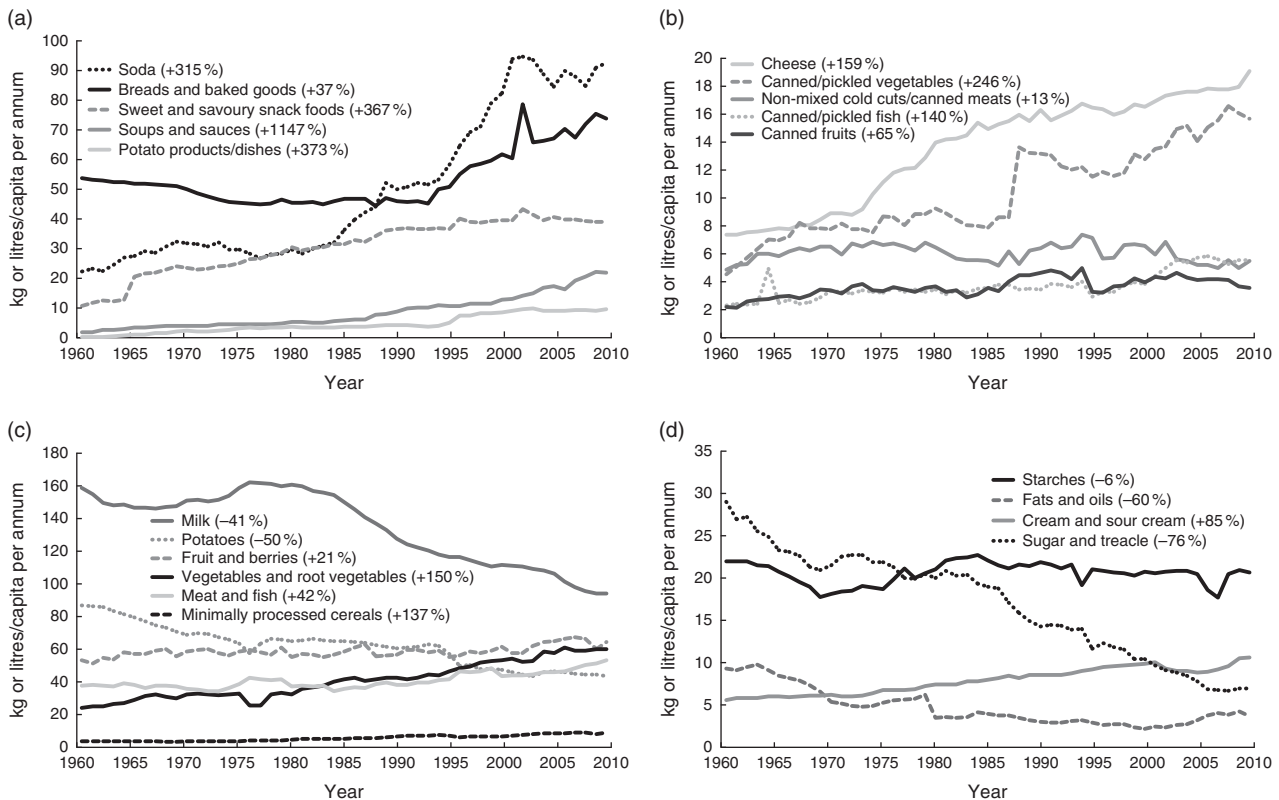 (a)
kg or litres/capita per annum
100
90
80
70
60
50
40
30
20
10
0
Soda (+315 %)
Breads and baked goods (+37 %)
Sweet and savoury snack foods (+367 %)
Soups and sauces (+1147 %)
Potato products/dishes (+373 %)
1960 1965 1970 1975 1980 1985 1990 1995 2000 2005 2010
Year
(b)
kg or litres/capita per annum
20
18
16
14
12
10
8
6
4
2
0
Cheese (+159 %)
Canned/pickled vegetables (+246 %)
Non-mixed cold cuts/canned meats (+13 %)
Canned/pickled fish (+140 %)
Canned fruits (+65 %)
1960 1965 1970 1975 1980 1985 1990 1995 2000 2005 2010
Year
(c)
kg or litres/capita per annum
180
160
140
120
100
80
60
40
20
0
Milk (–41 %)
Potatoes (–50 %)
Fruit and berries (+21 %)
Vegetables and root vegetables (+150 %)
Meat and fish (+42 %)
Minimally processed cereals (+137 %)
1960 1965 1970 1975 1980 1985 1990 1995 2000 2005 2010
Year
(d)
kg or litres/capita per annum
35
30
25
20
15
10
5
0
Starches (–6 %)
Fats and oils (–60 %)
Cream and sour cream (+85 %)
Sugar and treacle (–76 %)
1960 1965 1970 1975 1980 1985 1990 1995 2000 2005 2010
Year